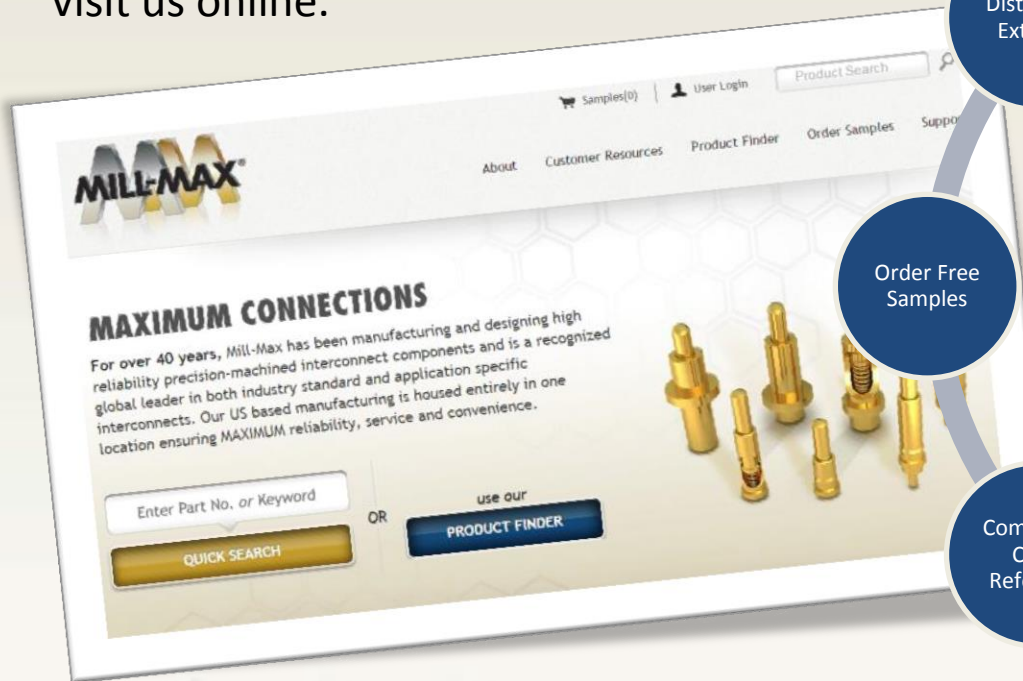 visit us online.
Samples(0)
User Login
Product Search
MILL-MAX®
About
Customer Resources
Product Finder
Order Samples
MAXIMUM CONNECTIONS
For over 40 years, Mill-Max has been manufacturing and designing high
reliability precision-machined interconnect components and is a recognized
global leader in both industry standard and application specific
interconnects. Our US based manufacturing is housed entirely in one
location ensuring MAXIMUM reliability, service and convenience.
Enter Part No. or Keyword
QUICK SEARCH
OR
use our
PRODUCT FINDER
Order Free
Samples